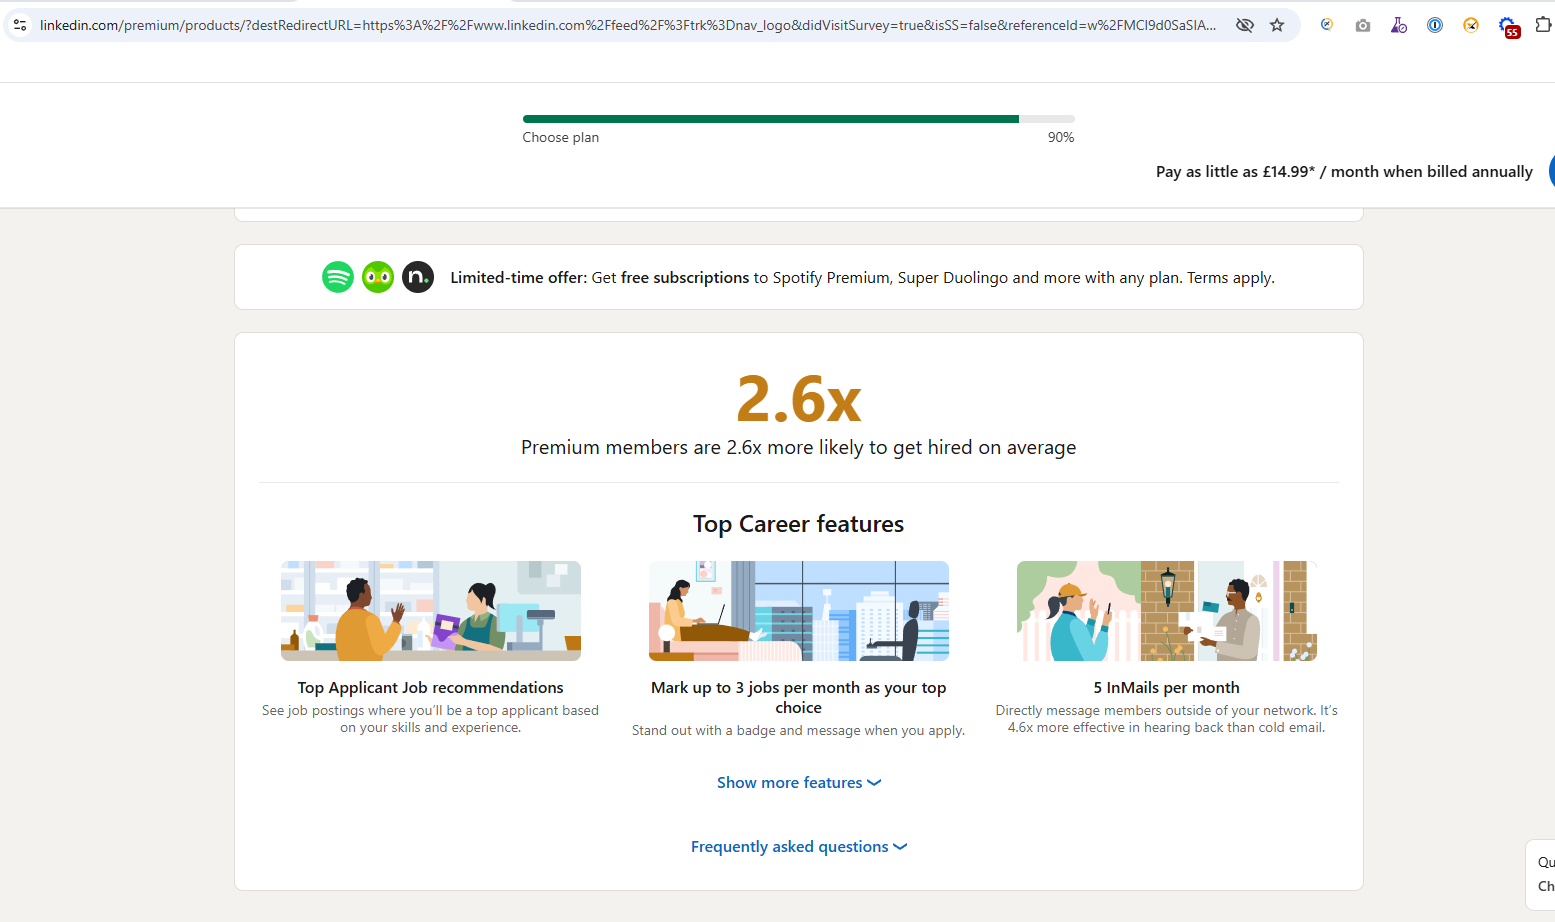 linkedin.com/premium/products/?destRedirectURL=https%3A%2F%2Fwww.linkedin.com%2Ffeed%2F%3Ftrk%3Dnav_logo&didVisitSurvey=true&isSS=false&referenceId=w%2FMCI9d0SaSIA...
55
Choose plan
90%
Pay as little as £14.99* / month when billed annually
n.
Limited-time offer: Get free subscriptions to Spotify Premium, Super Duolingo and more with any plan. Terms apply.
2.6x
Premium members are 2.6x more likely to get hired on average
Top Career features
Top Applicant Job recommendations
See job postings where you’ll be a top applicant based
on your skills and experience.
Mark up to 3 jobs per month as your top
choice
Stand out with a badge and message when you apply.
5 InMails per month
Directly message members outside of your network. It’s
4.6x more effective in hearing back than cold email.
Show more features
Frequently asked questions
Qu
Ch